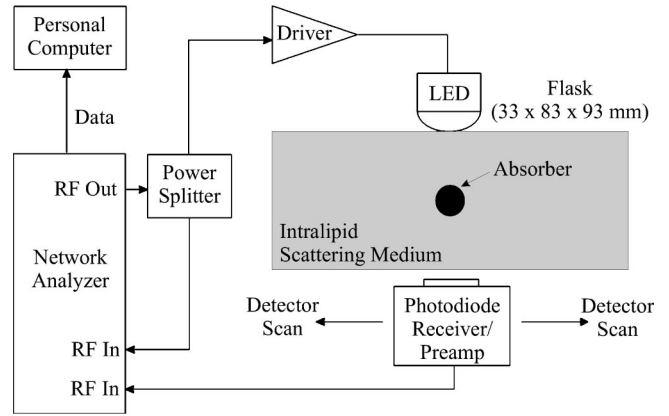 Personal
Computer
Driver
LED
Flask
(33 x 83 x 93 mm)
Data
RF Out
Power
Splitter
Absorber
Network
Analyzer
Intralipid
Scattering Medium
Detector
Scan
Photodiode
Receiver/
Preamp
Detector
Scan
RF In
RF In